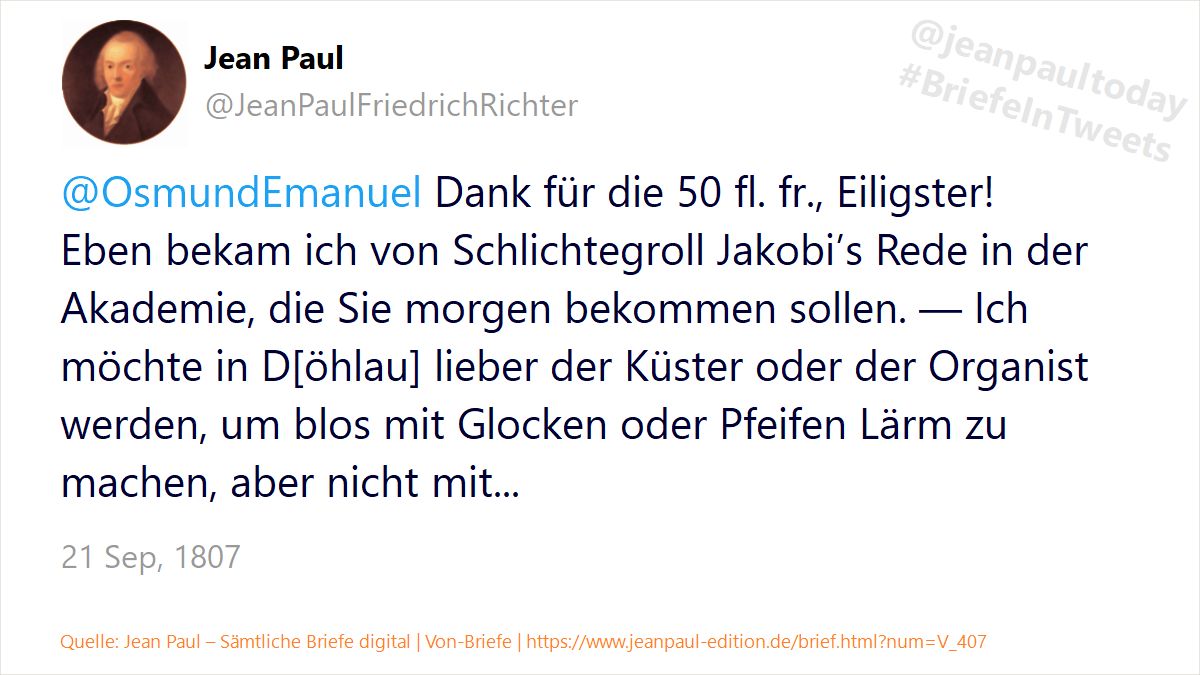 Jean Paul
@JeanPaulFriedrichRichter
@jeanpaultoday
#BriefeInTweets
@OsmundEmanuel Dank für die 50 fl. fr., Eiligster!
Eben bekam ich von Schlichtegroll Jakobi’s Rede in der
Akademie, die Sie morgen bekommen sollen. — Ich
möchte in D[öhlau] lieber der Küster oder der Organist
werden, um blos mit Glocken oder Pfeifen Lärm zu
machen, aber nicht mit...
21 Sep, 1807
Quelle: Jean Paul – Sämtliche Briefe digital | Von-Briefe | https://www.jeanpaul-edition.de/brief.html?num=V_407